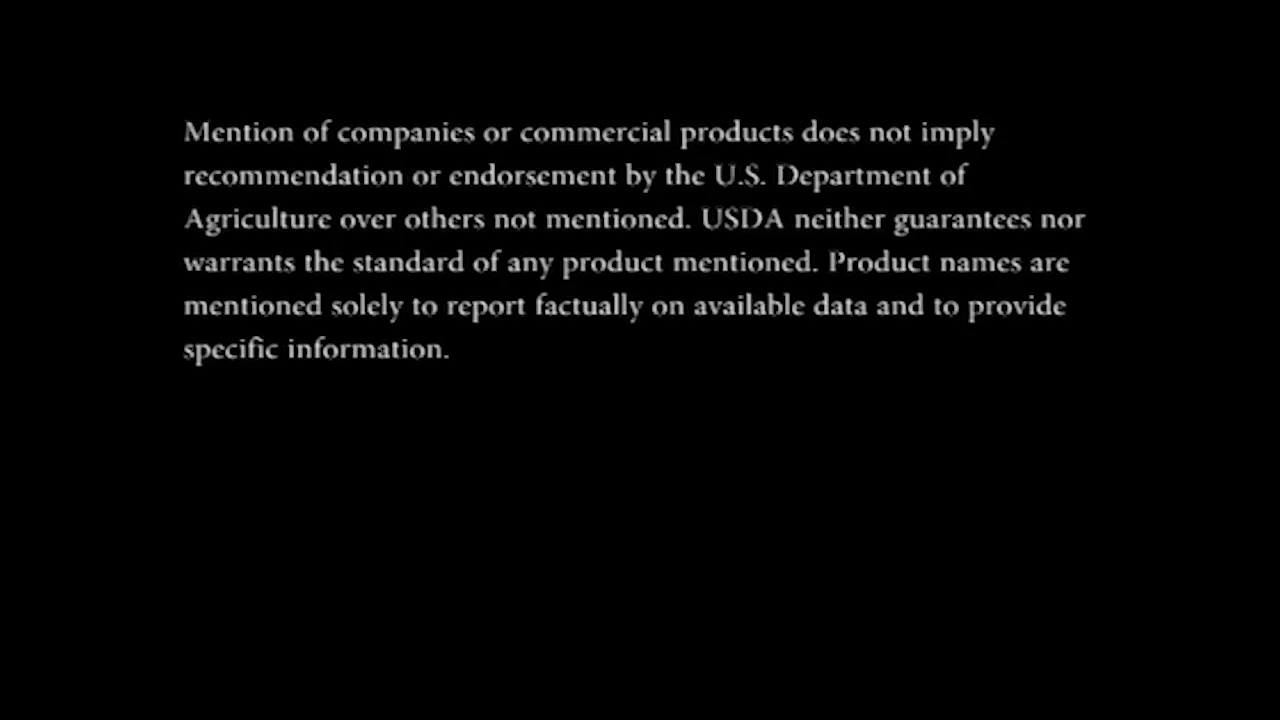 Mention of companies or commercial products does not imply
recommendation or endorsement by the U.S. Department of
Agriculture over others not mentioned. USDA neither guarantees nor
warrants the standard of any product mentioned. Product names are
mentioned solely to report factually on available data and to provide
specific information.